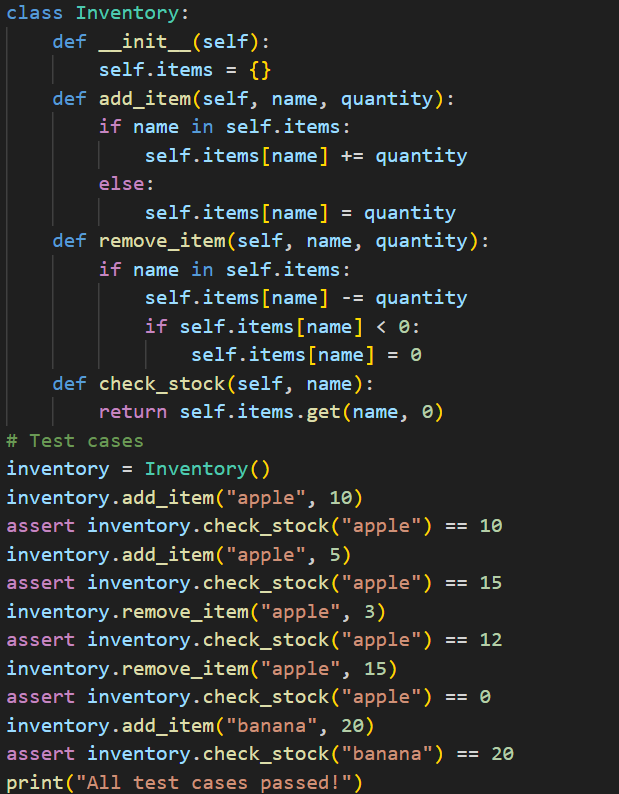 class Inventory:
    def __init__(self):
        self.items = {}
    def add_item(self, name, quantity):
        if name in self.items:
            self.items[name] += quantity
        else:
            self.items[name] = quantity
    def remove_item(self, name, quantity):
        if name in self.items:
            self.items[name] -= quantity
            if self.items[name] < 0:
                self.items[name] = 0
    def check_stock(self, name):
        return self.items.get(name, 0)
# Test cases
inventory = Inventory()
inventory.add_item("apple", 10)
assert inventory.check_stock("apple") == 10
inventory.add_item("apple", 5)
assert inventory.check_stock("apple") == 15
inventory.remove_item("apple", 3)
assert inventory.check_stock("apple") == 12
inventory.remove_item("apple", 15)
assert inventory.check_stock("apple") == 0
inventory.add_item("banana", 20)
assert inventory.check_stock("banana") == 20
print("All test cases passed!")